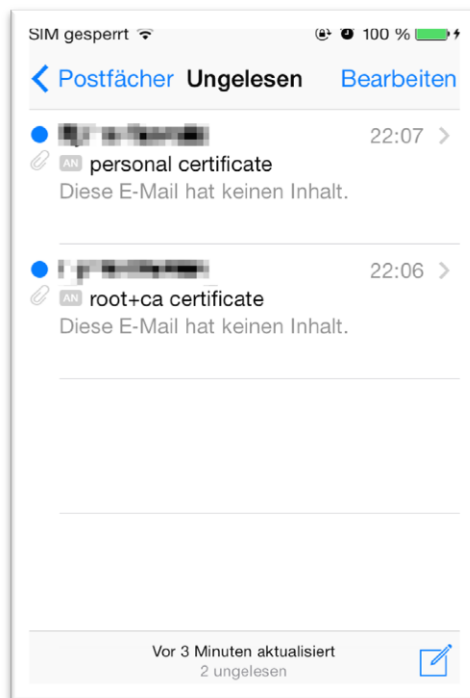 SIM gesperrt 100 %
Postfächer Ungelesen Bearbeiten
22:07
AN personal certificate
Diese E-Mail hat keinen Inhalt.
22:06
AN root+ca certificate
Diese E-Mail hat keinen Inhalt.
Vor 3 Minuten aktualisiert
2 ungelesen